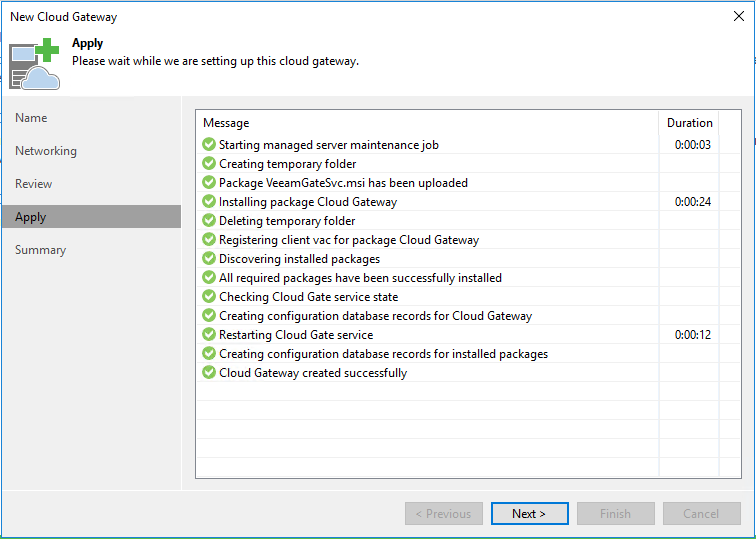 New Cloud Gateway
Apply
Please wait while we are setting up this cloud gateway.
Name
Networking
Review
Apply
Summary
Message Duration
Starting managed server maintenance job 0:00:03
Creating temporary folder
Package VeeamGateSvc.msi has been uploaded
Installing package Cloud Gateway 0:00:24
Deleting temporary folder
Registering client vac for package Cloud Gateway
Discovering installed packages
All required packages have been successfully installed
Checking Cloud Gate service state
Creating configuration database records for Cloud Gateway
Restarting Cloud Gate service 0:00:12
Creating configuration database records for installed packages
Cloud Gateway created successfully
< Previous Next > Finish Cancel